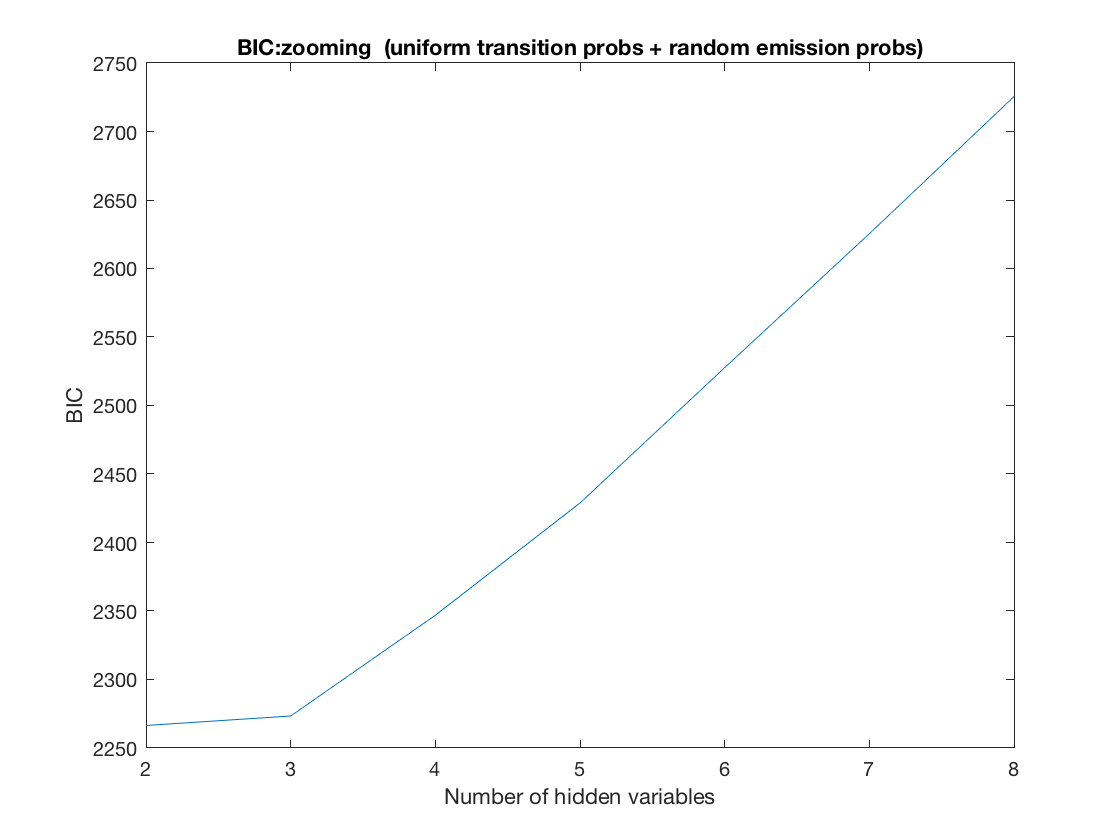 BIC:zooming  (uniform transition probs + random emission probs)
2750
2700
2650
2600
2550
2500
2450
2400
2350
2300
2250
BIC
2 3 4 5 6 7 8
Number of hidden variables